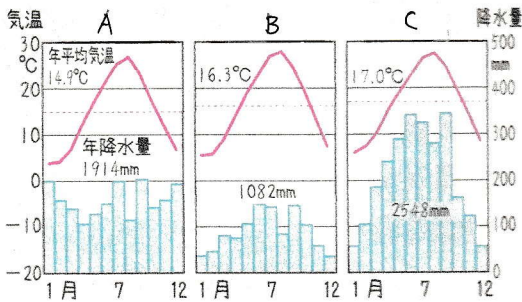 気温 A B C 降水量
30 500
℃ 年平均気温 mm
14.9℃ 16.3℃ 17.0℃
20 400
10 300
年降水量
1914mm
0 200
1082mm
2548mm
-10 100
-20 0
1月 7 12 1月 7 12 1月 7 12